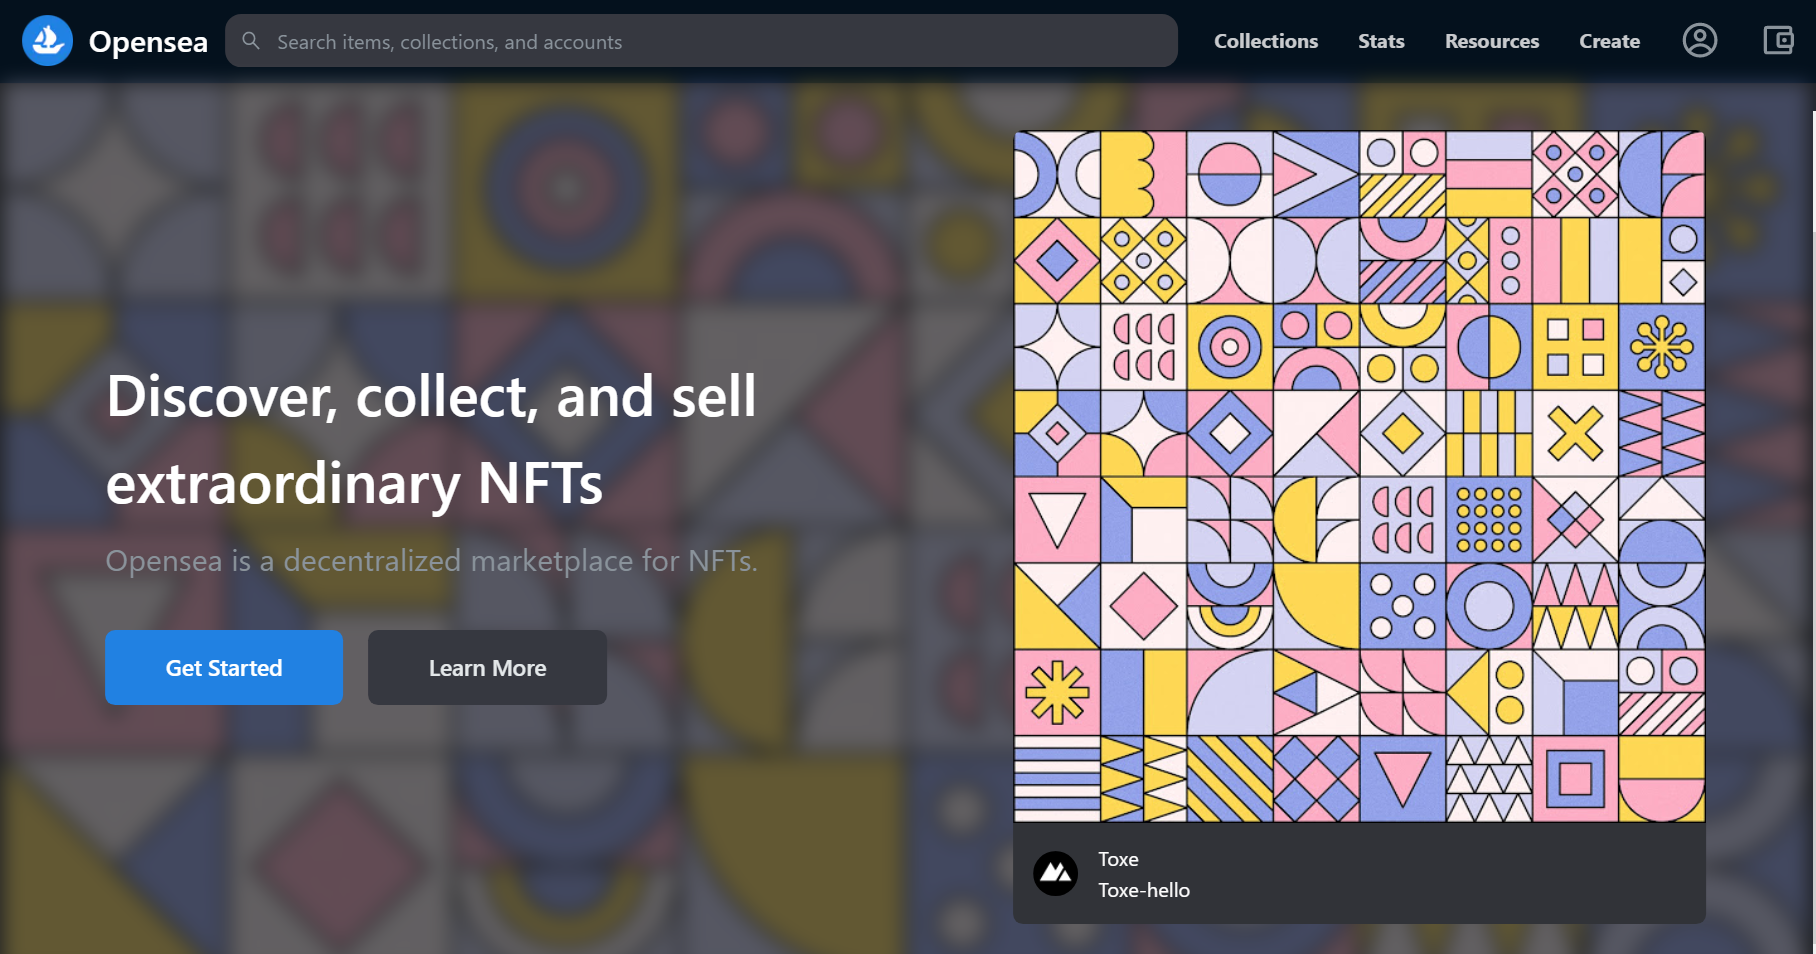 Opensea
Search items, collections, and accounts
Collections
Stats
Resources
Create
Discover, collect, and sell
extraordinary NFTs
Opensea is a decentralized marketplace for NFTs.
Get Started
Learn More
Toxe
Toxe-hello